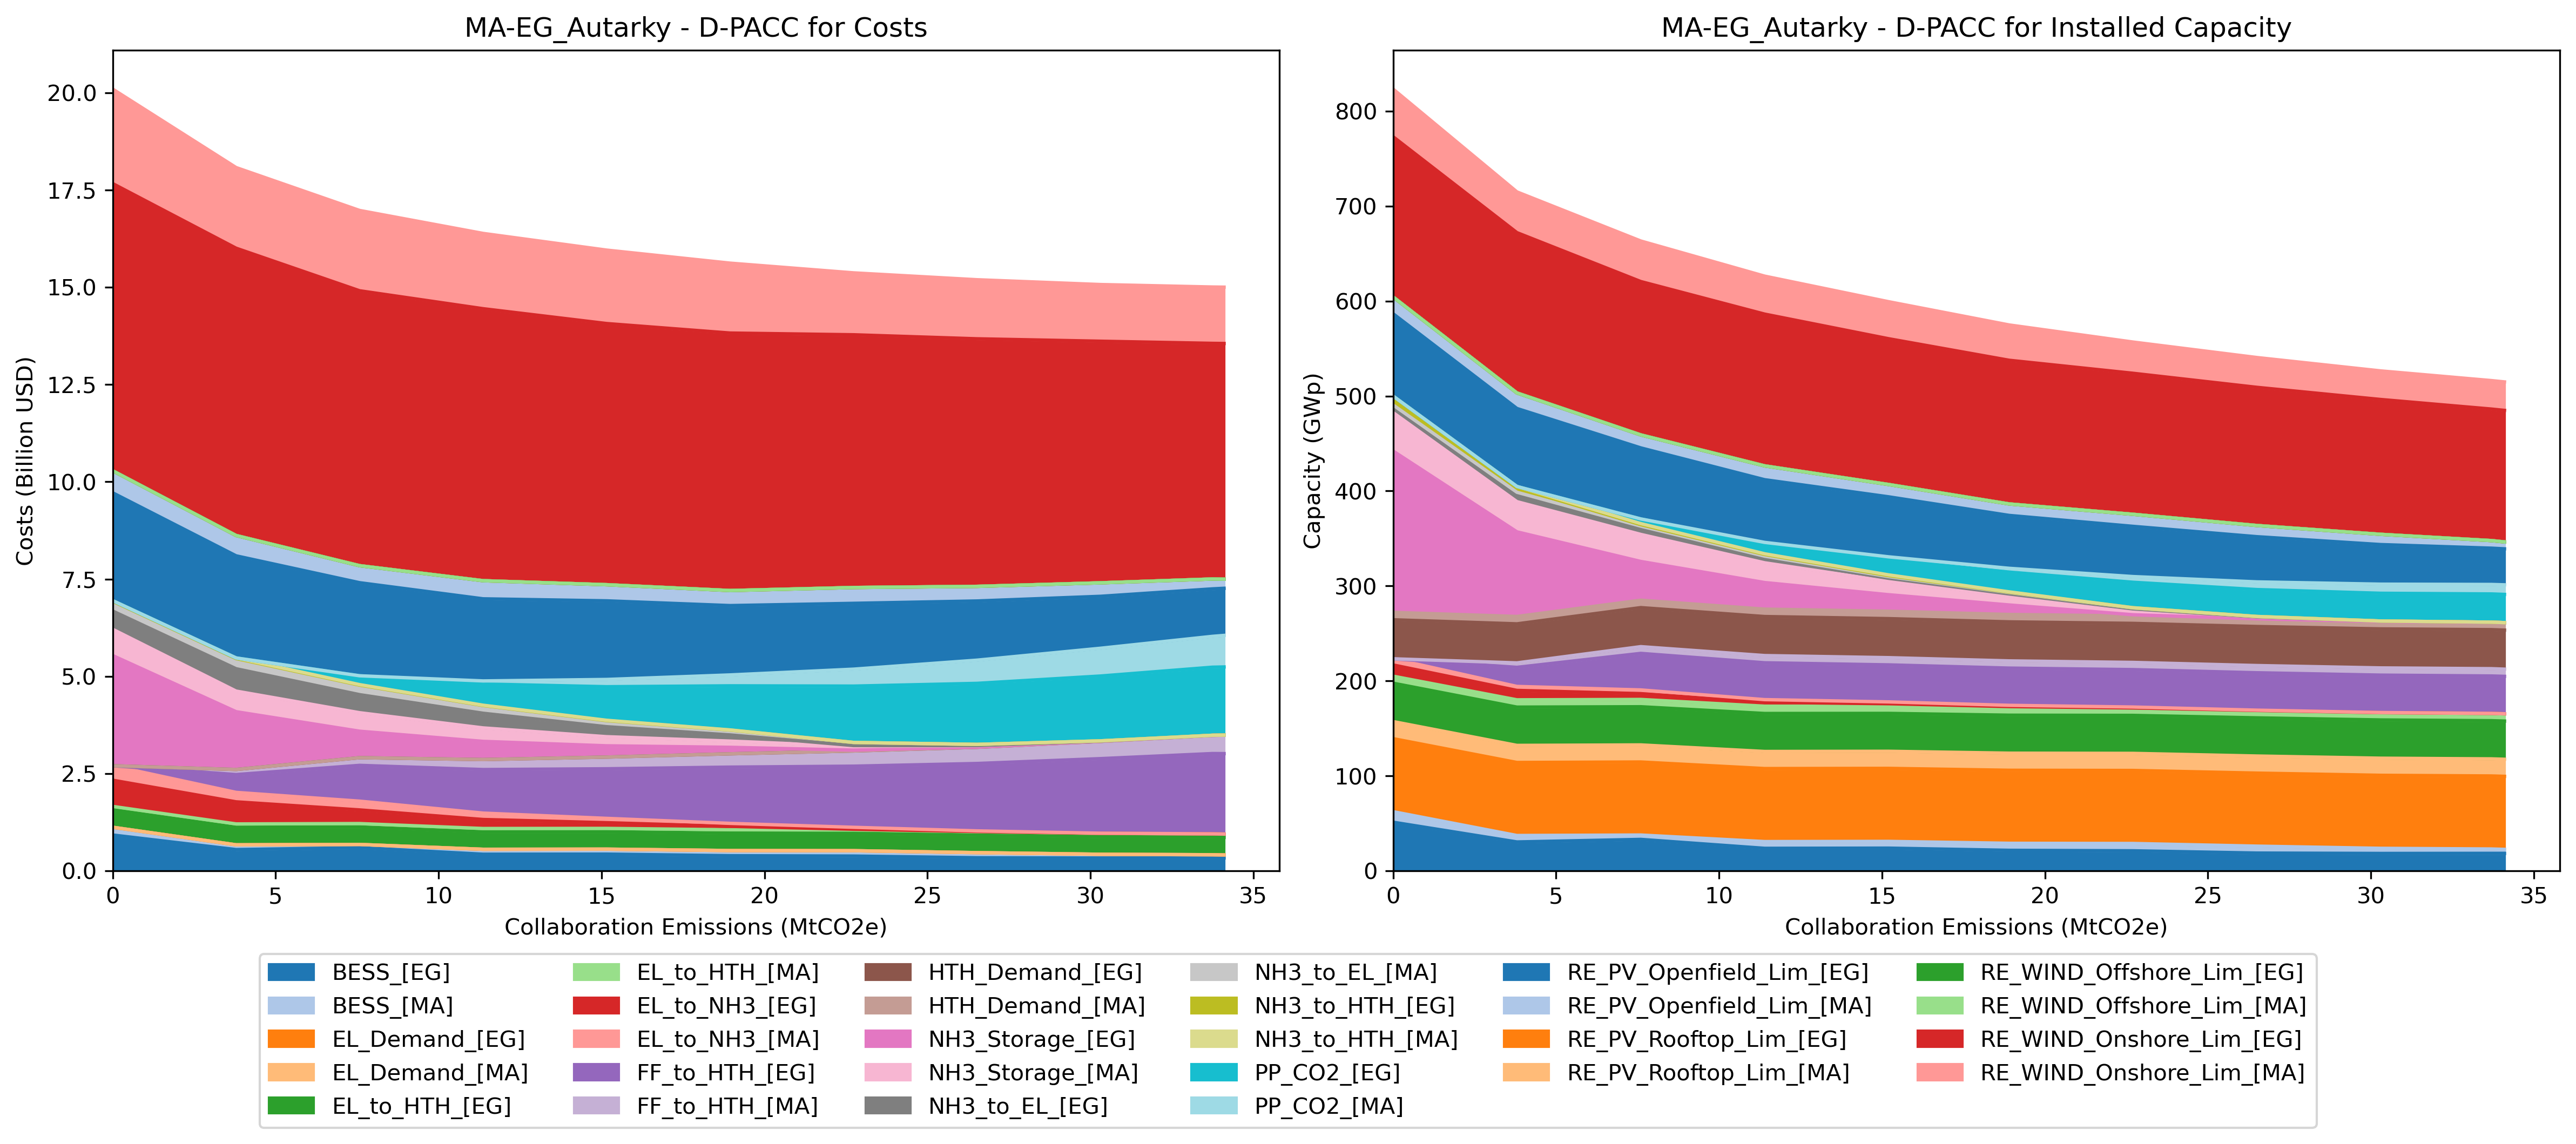 MA-EG_Autarky - D-PACC for Costs
Costs (Billion USD)
20.0
17.5
15.0
12.5
10.0
7.5
5.0
2.5
0.0
0 5 10 15 20 25 30 35
Collaboration Emissions (MtCO2e)
MA-EG_Autarky - D-PACC for Installed Capacity
Capacity (GWp)
800
700
600
500
400
300
200
100
0
0 5 10 15 20 25 30 35
Collaboration Emissions (MtCO2e)
BESS_[EG]
BESS_[MA]
EL_Demand_[EG]
EL_Demand_[MA]
EL_to_HTH_[EG]
EL_to_HTH_[MA]
EL_to_NH3_[EG]
EL_to_NH3_[MA]
FF_to_HTH_[EG]
FF_to_HTH_[MA]
HTH_Demand_[EG]
HTH_Demand_[MA]
NH3_Storage_[EG]
NH3_Storage_[MA]
NH3_to_EL_[EG]
NH3_to_EL_[MA]
NH3_to_HTH_[EG]
NH3_to_HTH_[MA]
PP_CO2_[EG]
PP_CO2_[MA]
RE_PV_Openfield_Lim_[EG]
RE_PV_Openfield_Lim_[MA]
RE_PV_Rooftop_Lim_[EG]
RE_PV_Rooftop_Lim_[MA]
RE_WIND_Offshore_Lim_[EG]
RE_WIND_Offshore_Lim_[MA]
RE_WIND_Onshore_Lim_[EG]
RE_WIND_Onshore_Lim_[MA]